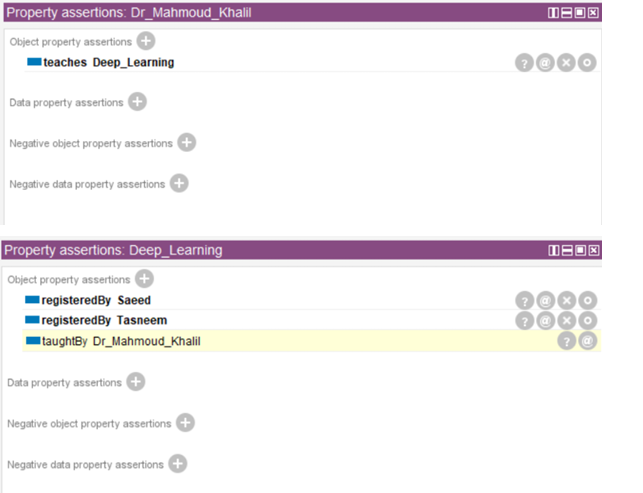 Property assertions: Dr_Mahmoud_Khalil
Object property assertions
teaches Deep_Learning
Data property assertions
Negative object property assertions
Negative data property assertions
Property assertions: Deep_Learning
Object property assertions
registeredBy Saeed
registeredBy Tasneem
taughtBy Dr_Mahmoud_Khalil
Data property assertions
Negative object property assertions
Negative data property assertions